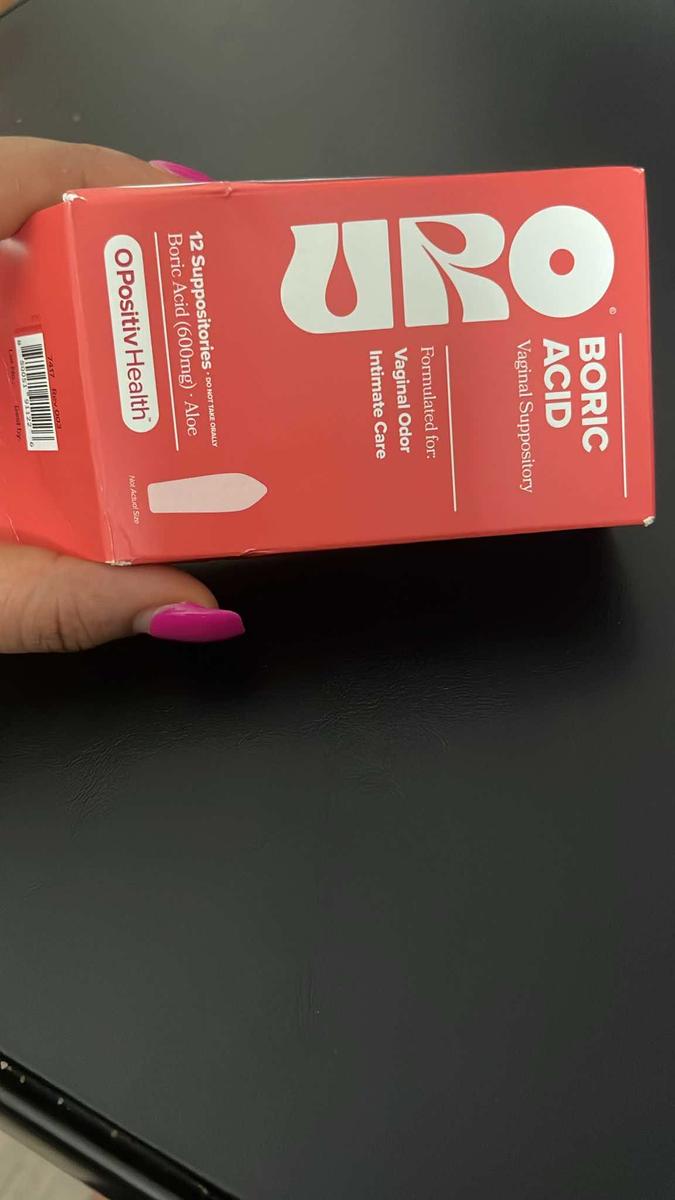 URO®
BORIC
ACID
Vaginal Suppository
Formulated for:
Vaginal Odor
Intimate Care
12 Suppositories • DO NOT TAKE ORALLY
Boric Acid (600mg) • Aloe
OPositivHealth™
Not Actual Size